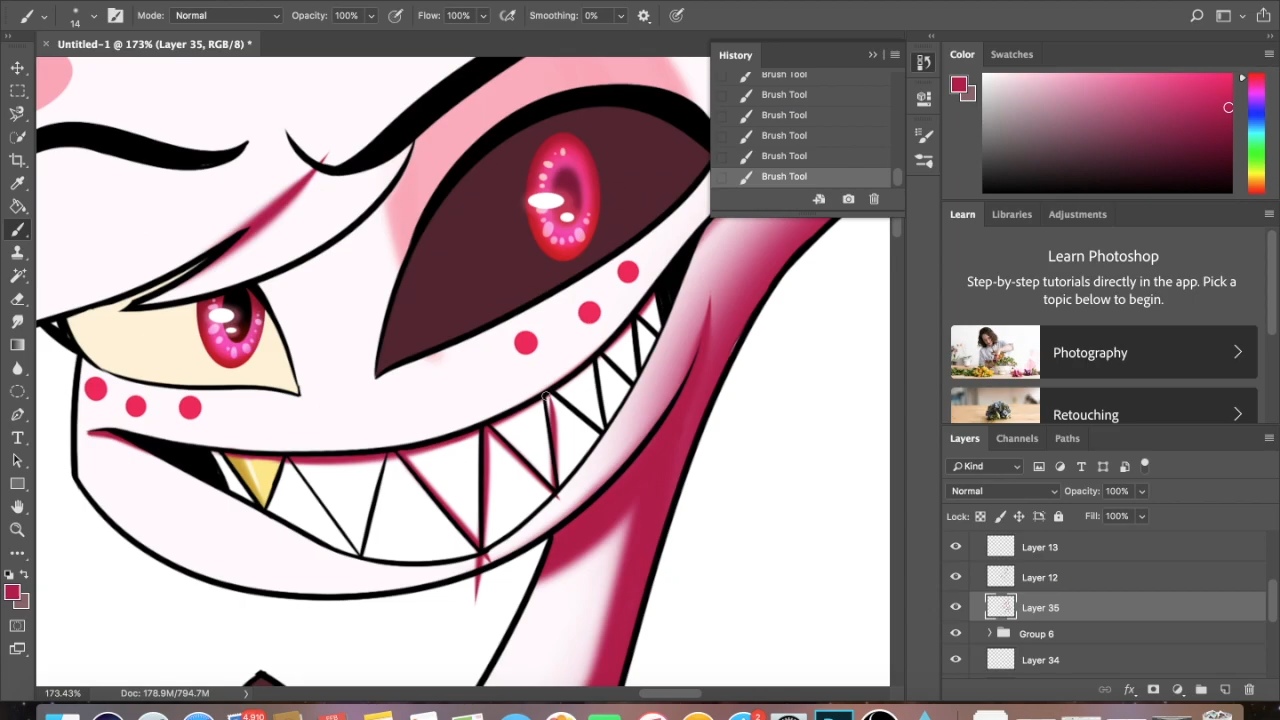 14 Mode: Normal Opacity: 100% Flow: 100% Smoothing: 0%
Untitled-1 @ 173% (Layer 35, RGB/8) *
History
Brush Tool
Brush Tool
Brush Tool
Brush Tool
Brush Tool
Brush Tool
Color Swatches
Learn Libraries Adjustments
Learn Photoshop
Step-by-step tutorials directly in the app. Pick a
topic below to begin.
Photography
Retouching
Layers Channels Paths
Kind
Normal Opacity: 100%
Lock: Fill: 100%
Layer 13
Layer 12
Layer 35
Group 6
Layer 34
173.43% Doc: 178.9M/794.7M
4,910
FEB
2